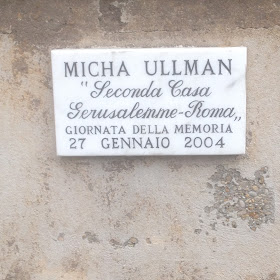 MICHA ULLMAN
"Seconda Casa
Gerusalemme-Roma„
GIORNATA DELLA MEMORIA
27 GENNAIO 2004